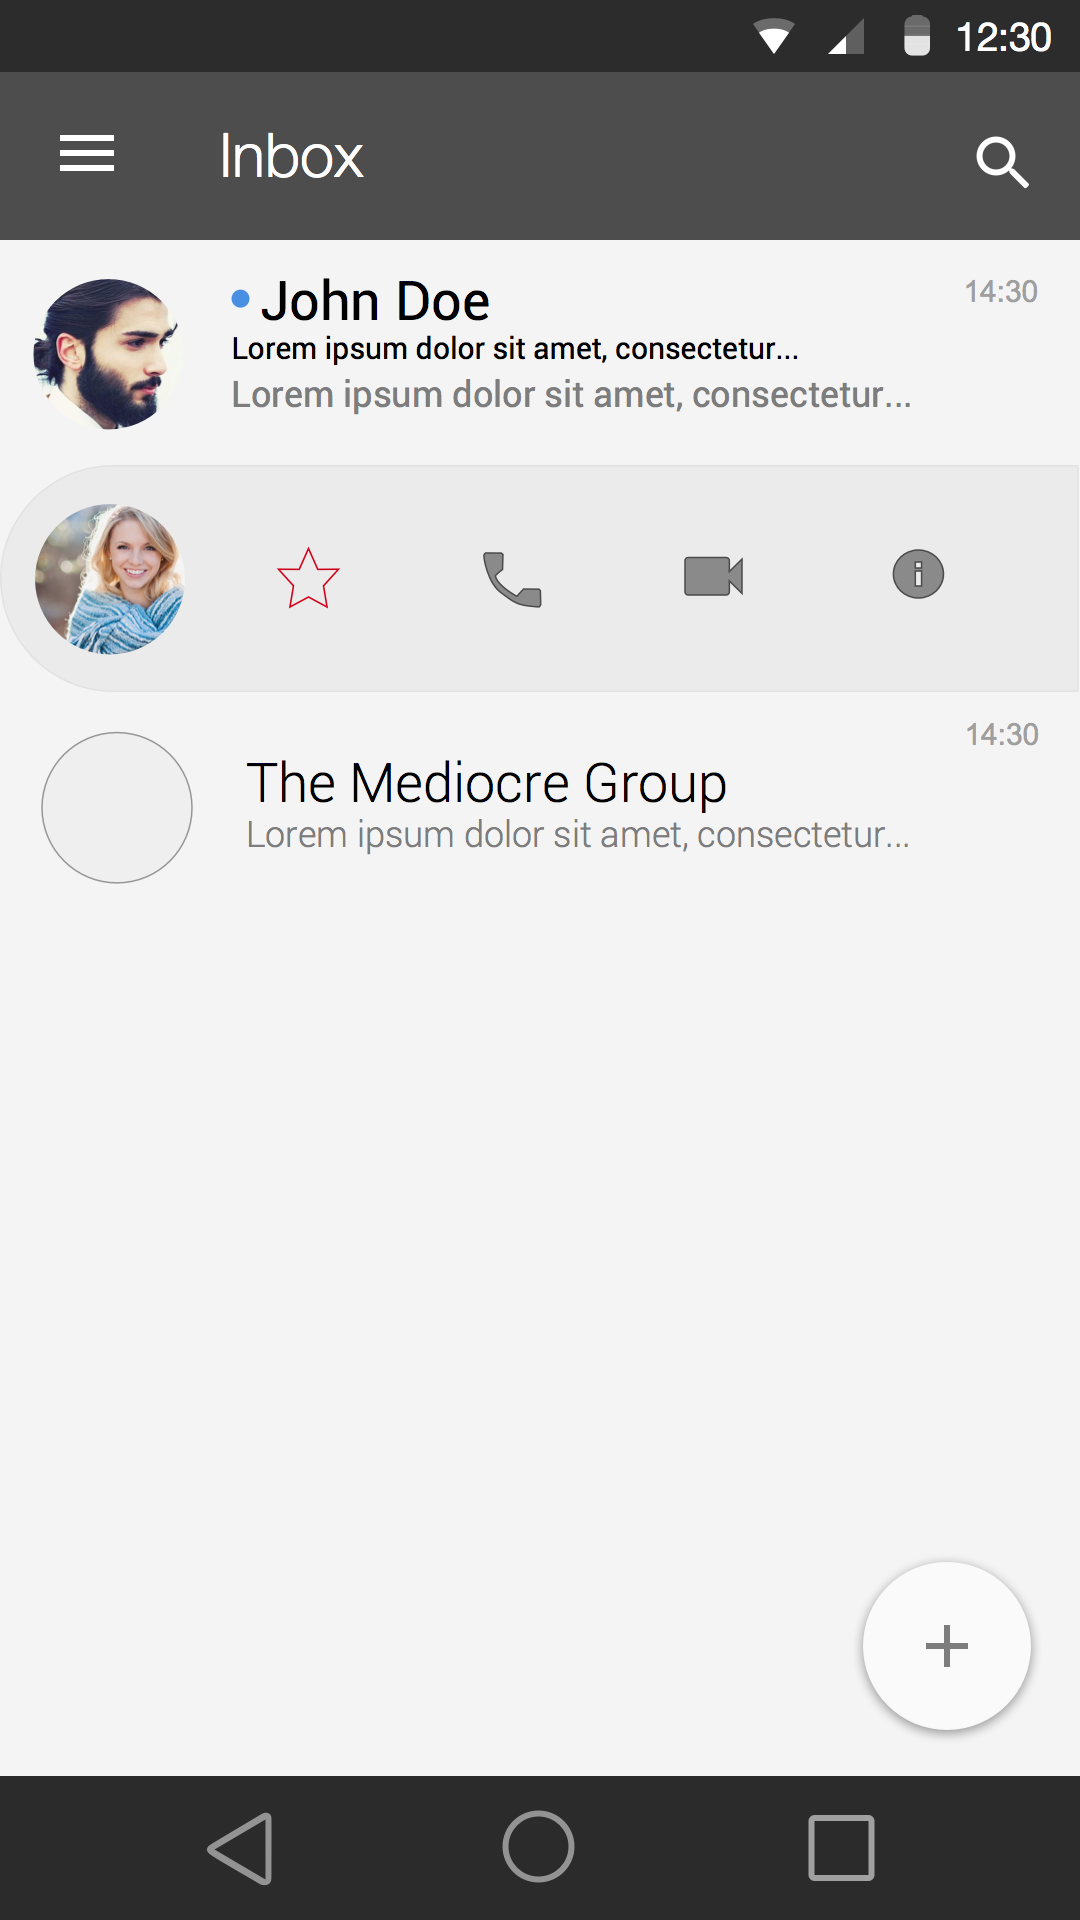 12:30
Inbox
John Doe
14:30
Lorem ipsum dolor sit amet, consectetur...
Lorem ipsum dolor sit amet, consectetur...
14:30
The Mediocre Group
Lorem ipsum dolor sit amet, consectetur...